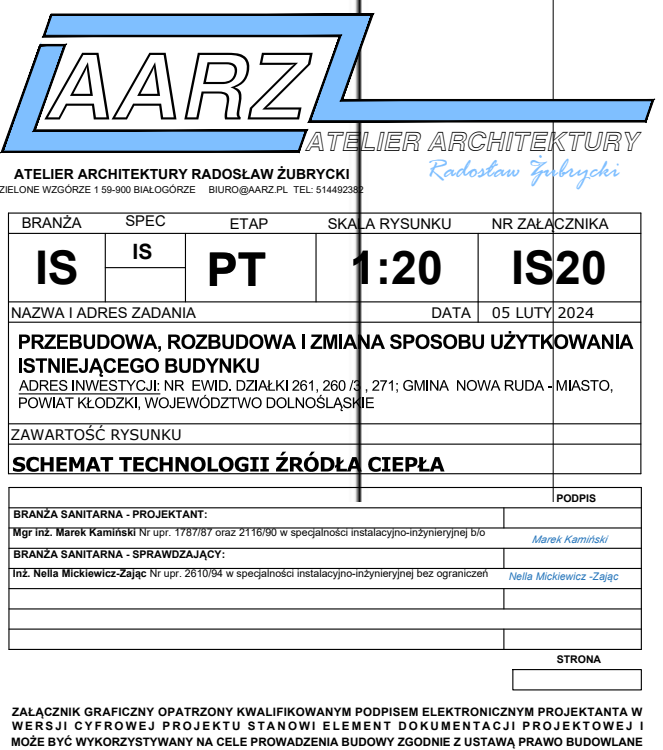 AARZ
ATELIER ARCHITEKTURY
Radosław Żubrycki
ATELIER ARCHITEKTURY RADOSŁAW ŻUBRYCKI
ZIELONE WZGÓRZE 1 59-900 BIAŁOGÓRZE BIURO@AARZ.PL TEL: 514492382
BRANŻA SPEC ETAP SKALA RYSUNKU NR ZAŁĄCZNIKA
IS IS PT 1:20 IS20
NAZWA I ADRES ZADANIA DATA 05 LUTY 2024
PRZEBUDOWA, ROZBUDOWA I ZMIANA SPOSOBU UŻYTKOWANIA
ISTNIEJĄCEGO BUDYNKU
ADRES INWESTYCJI: NR EWID. DZIAŁKI 261, 260 /3 , 271; GMINA NOWA RUDA - MIASTO,
POWIAT KŁODZKI, WOJEWÓDZTWO DOLNOŚLĄSKIE
ZAWARTOŚĆ RYSUNKU
SCHEMAT TECHNOLOGII ŹRÓDŁA CIEPŁA
PODPIS
BRANŻA SANITARNA - PROJEKTANT:
Mgr inż. Marek Kamiński Nr upr. 1787/87 oraz 2116/90 w specjalności instalacyjno-inżynieryjnej b/o Marek Kamiński
BRANŻA SANITARNA - SPRAWDZAJĄCY:
Inż. Nella Mickiewicz-Zając Nr upr. 2610/94 w specjalności instalacyjno-inżynieryjnej bez ograniczeń Nella Mickiewicz -Zając
STRONA
ZAŁĄCZNIK GRAFICZNY OPATRZONY KWALIFIKOWANYM PODPISEM ELEKTRONICZNYM PROJEKTANTA W
WERSJI CYFROWEJ PROJEKTU STANOWI ELEMENT DOKUMENTACJI PROJEKTOWEJ I
MOŻE BYĆ WYKORZYSTYWANY NA CELE PROWADZENIA BUDOWY ZGODNIE Z USTAWĄ PRAWO BUDOWLANE